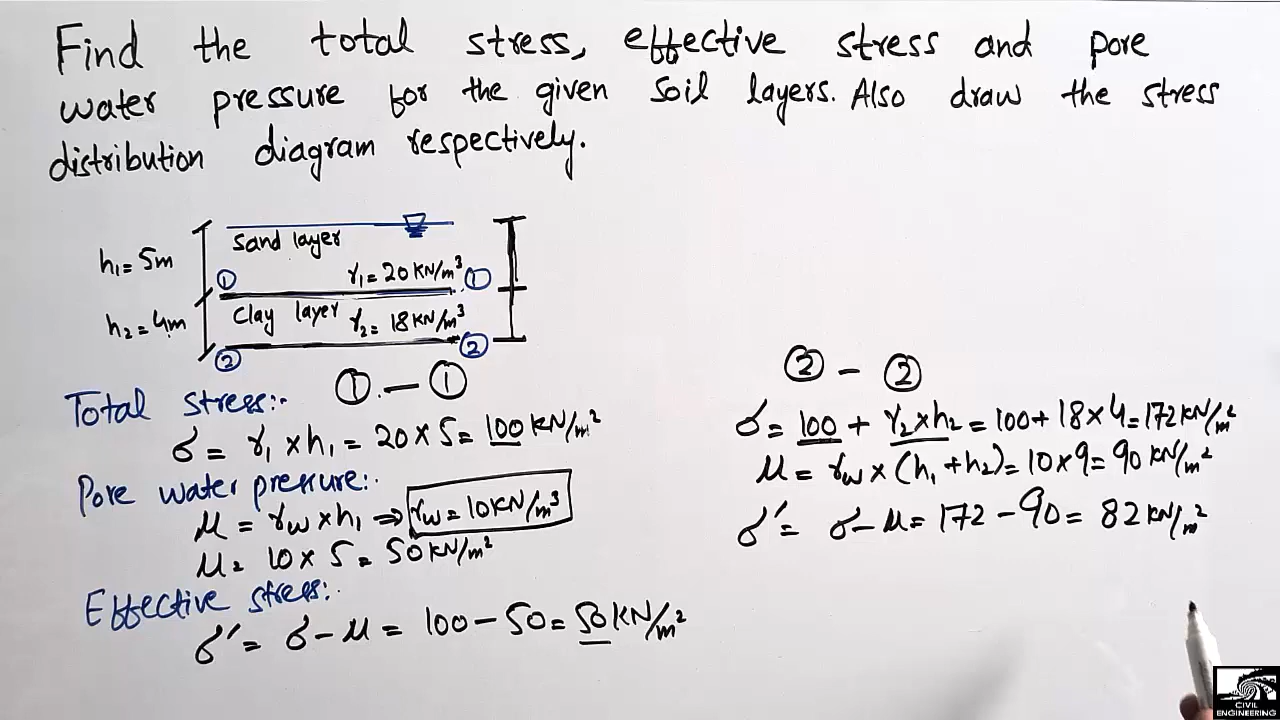 Find the total stress, effective stress and pore
water pressure for the given soil layers. Also draw the stress
distribution diagram respectively.
Sand layer
h₁= 5m
① γ₁= 20 KN/m³ ①
Clay layer γ₂= 18 KN/m³
h₂= 4m
② ②
① - ①
Total stress:-
σ = γ₁ × h₁ = 20 × 5 = 100 KN/m²
Pore water pressure:-
μ = γw × h₁ ⇒ γw = 10 KN/m³
μ = 10 × 5 = 50 KN/m²
Effective stress:-
σ' = σ - μ = 100 - 50 = 50 KN/m²
② - ②
σ = 100 + γ₂ × h₂ = 100 + 18 × 4 = 172 KN/m²
μ = γw × (h₁ + h₂) = 10 × 9 = 90 KN/m²
σ' = σ - μ = 172 - 90 = 82 KN/m²
CIVIL
ENGINEERING